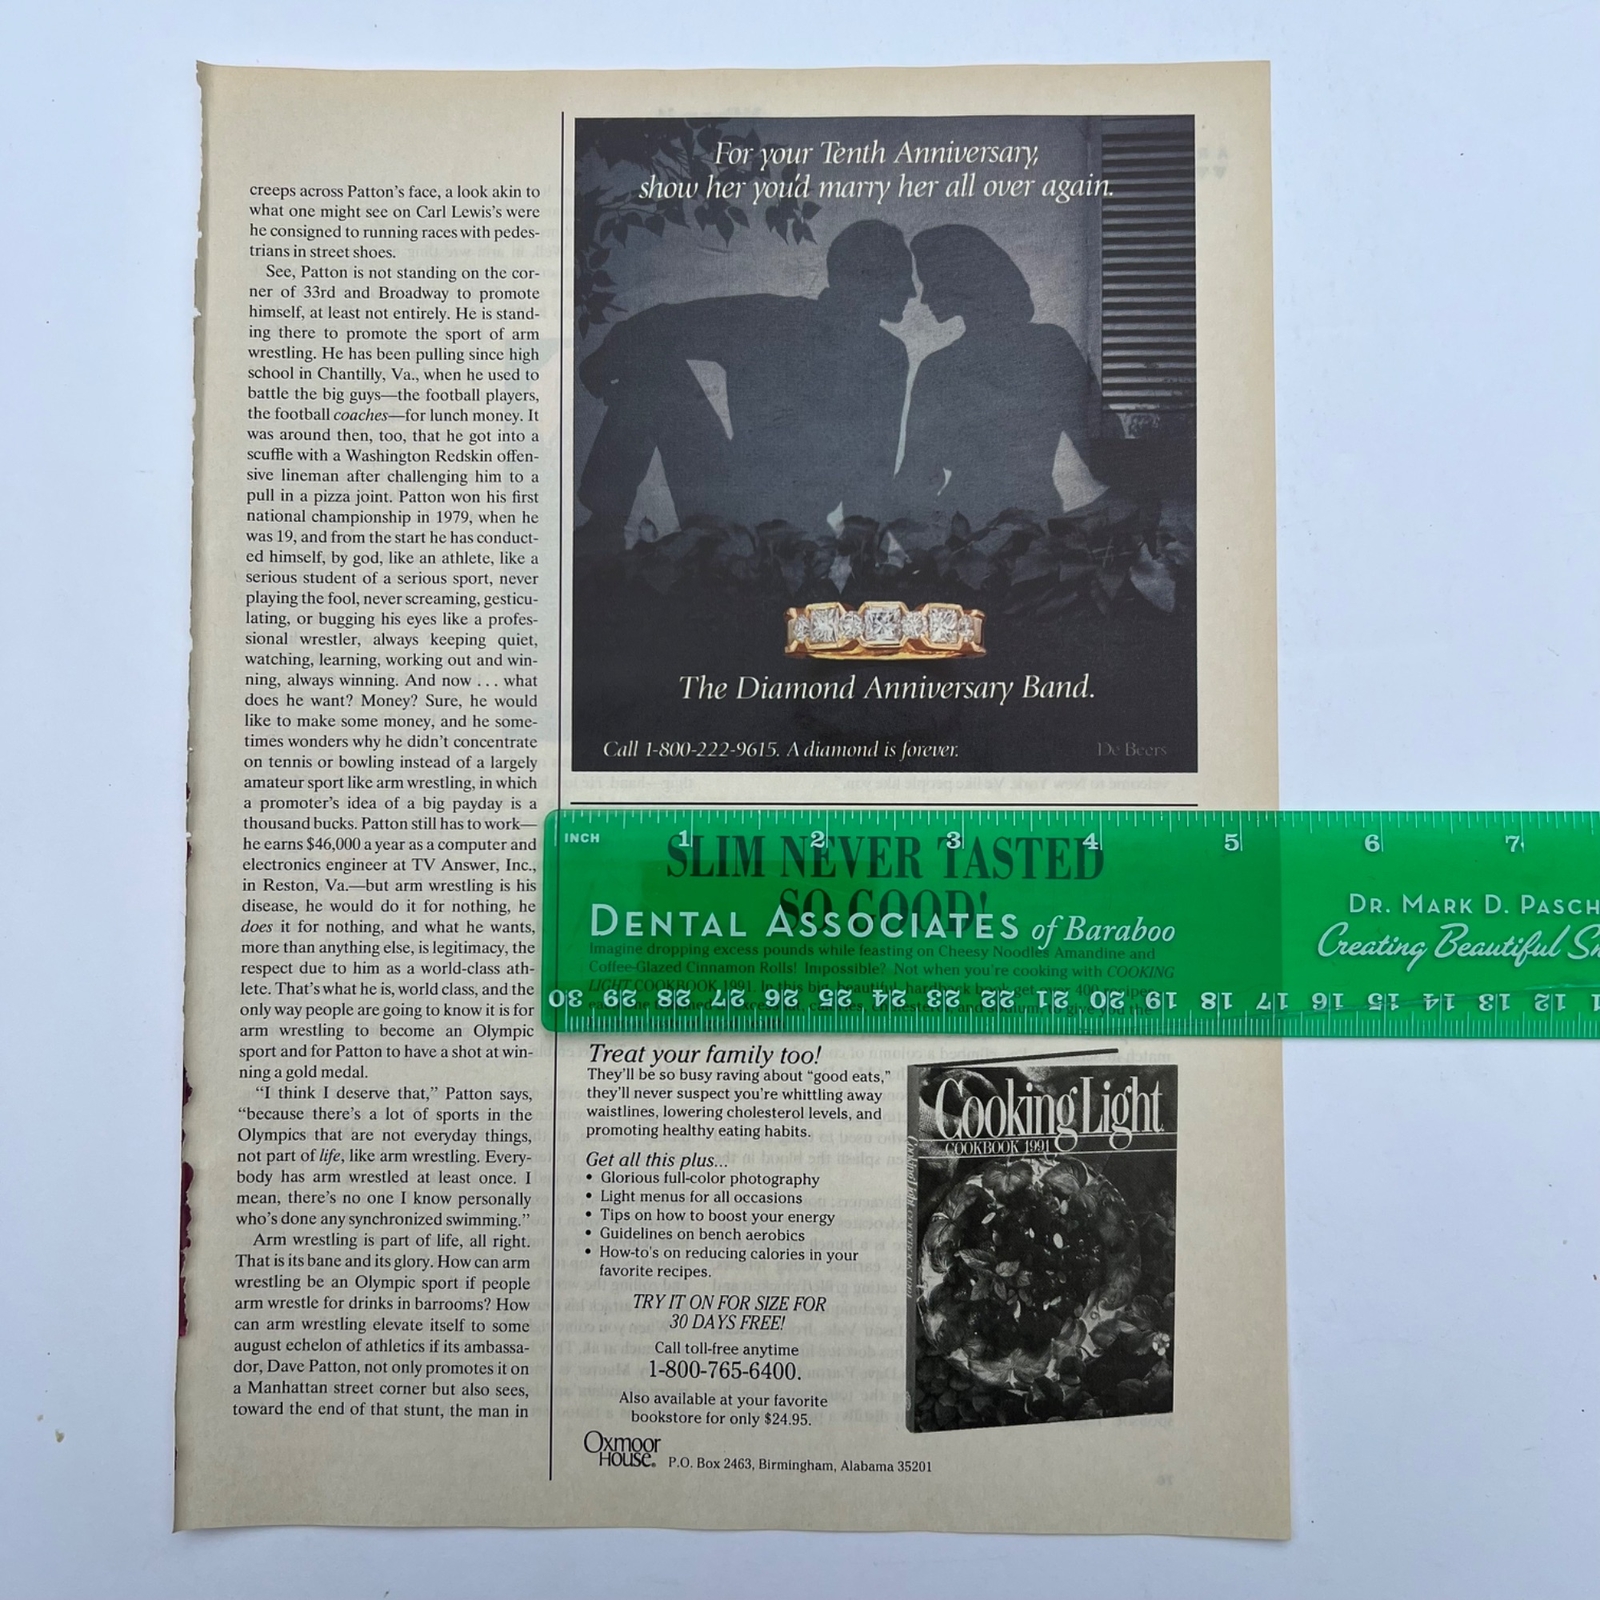 creeps across Patton's face, a look akin to
what one might see on Carl Lewis's were
he consigned to running races with pedes-
trians in street shoes.
See, Patton is not standing on the cor-
ner of 33rd and Broadway to promote
himself, at least not entirely. He is stand-
ing there to promote the sport of arm
wrestling. He has been pulling since high
school in Chantilly, Va., when he used to
battle the big guys—the football players,
the football coaches—for lunch money. It
was around then, too, that he got into a
scuffle with a Washington Redskin offen-
sive lineman after challenging him to a
pull in a pizza joint. Patton won his first
national championship in 1979, when he
was 19, and from the start he has conduct-
ed himself, by god, like an athlete, like a
serious student of a serious sport, never
playing the fool, never screaming, gesticu-
lating, or bugging his eyes like a profes-
sional wrestler, always keeping quiet,
watching, learning, working out and win-
ning, always winning. And now . . . what
does he want? Money? Sure, he would
like to make some money, and he some-
times wonders why he didn't concentrate
on tennis or bowling instead of a largely
amateur sport like arm wrestling, in which
a promoter's idea of a big payday is a
thousand bucks. Patton still has to work—
he earns $46,000 a year as a computer and
electronics engineer at TV Answer, Inc.,
in Reston, Va.—but arm wrestling is his
disease, he would do it for nothing, he
does it for nothing, and what he wants,
more than anything else, is legitimacy, the
respect due to him as a world-class ath-
lete. That's what he is, world class, and the
only way people are going to know it is for
arm wrestling to become an Olympic
sport and for Patton to have a shot at win-
ning a gold medal.
"I think I deserve that," Patton says,
"because there's a lot of sports in the
Olympics that are not everyday things,
not part of life, like arm wrestling. Every-
body has arm wrestled at least once. I
mean, there's no one I know personally
who's done any synchronized swimming."
Arm wrestling is part of life, all right.
That is its bane and its glory. How can arm
wrestling be an Olympic sport if people
arm wrestle for drinks in barrooms? How
can arm wrestling elevate itself to some
august echelon of athletics if its ambassa-
dor, Dave Patton, not only promotes it on
a Manhattan street corner but also sees,
toward the end of that stunt, the man in
For your Tenth Anniversary,
show her you'd marry her all over again.
The Diamond Anniversary Band.
Call 1-800-222-9615. A diamond is forever.
De Beers
INCH 1 2 3 4 5 6 7
SLIM NEVER TASTED
SO GOOD!
DENTAL ASSOCIATES of Baraboo
DR. MARK D. PASCH
Creating Beautiful
Imagine dropping excess pounds while feasting on Cheesy Noodles Amandine and
Coffee-Glazed Cinnamon Rolls! Impossible? Not when you're cooking with COOKING
LIGHT COOKBOOK 1991. In this big, beautiful, hardback book get over 400 recipes
30 29 28 27 26 25 24 23 22 21 20 19 18 17 16 15 14 13 12 11
Treat your family too!
They'll be so busy raving about "good eats,"
they'll never suspect you're whittling away
waistlines, lowering cholesterol levels, and
promoting healthy eating habits.
Get all this plus...
• Glorious full-color photography
• Light menus for all occasions
• Tips on how to boost your energy
• Guidelines on bench aerobics
• How-to's on reducing calories in your
favorite recipes.
TRY IT ON FOR SIZE FOR
30 DAYS FREE!
Call toll-free anytime
1-800-765-6400.
Also available at your favorite
bookstore for only $24.95.
Cooking Light
COOKBOOK 1991
Oxmoor
House®
P.O. Box 2463, Birmingham, Alabama 35201